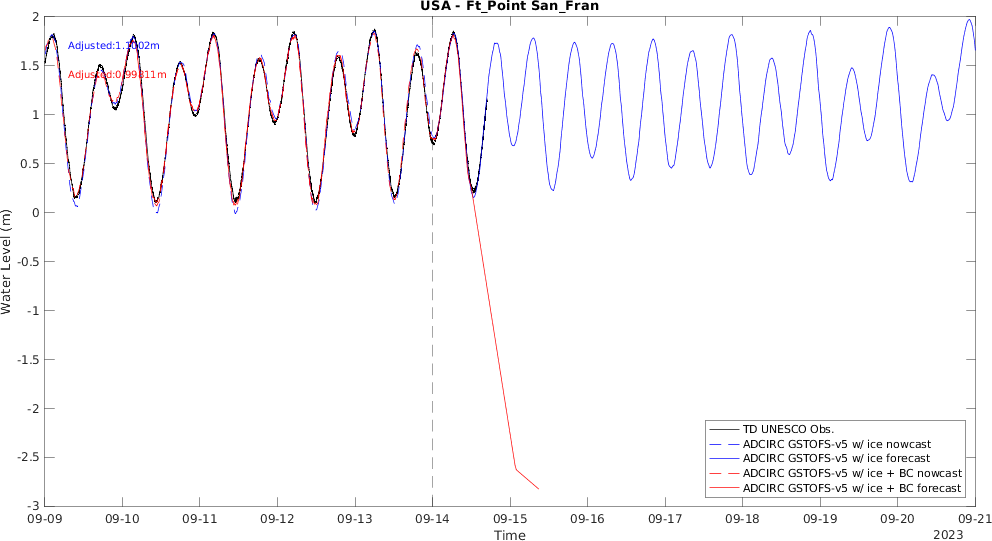 USA - Ft_Point San_Fran
Adjusted:1.1002m
Adjusted:0.99811m
Water Level (m)
2
1.5
1
0.5
0
-0.5
-1
-1.5
-2
-2.5
-3
TD UNESCO Obs.
ADCIRC GSTOFS-v5 w/ ice nowcast
ADCIRC GSTOFS-v5 w/ ice forecast
ADCIRC GSTOFS-v5 w/ ice + BC nowcast
ADCIRC GSTOFS-v5 w/ ice + BC forecast
09-09 09-10 09-11 09-12 09-13 09-14 09-15 09-16 09-17 09-18 09-19 09-20 09-21
Time
2023